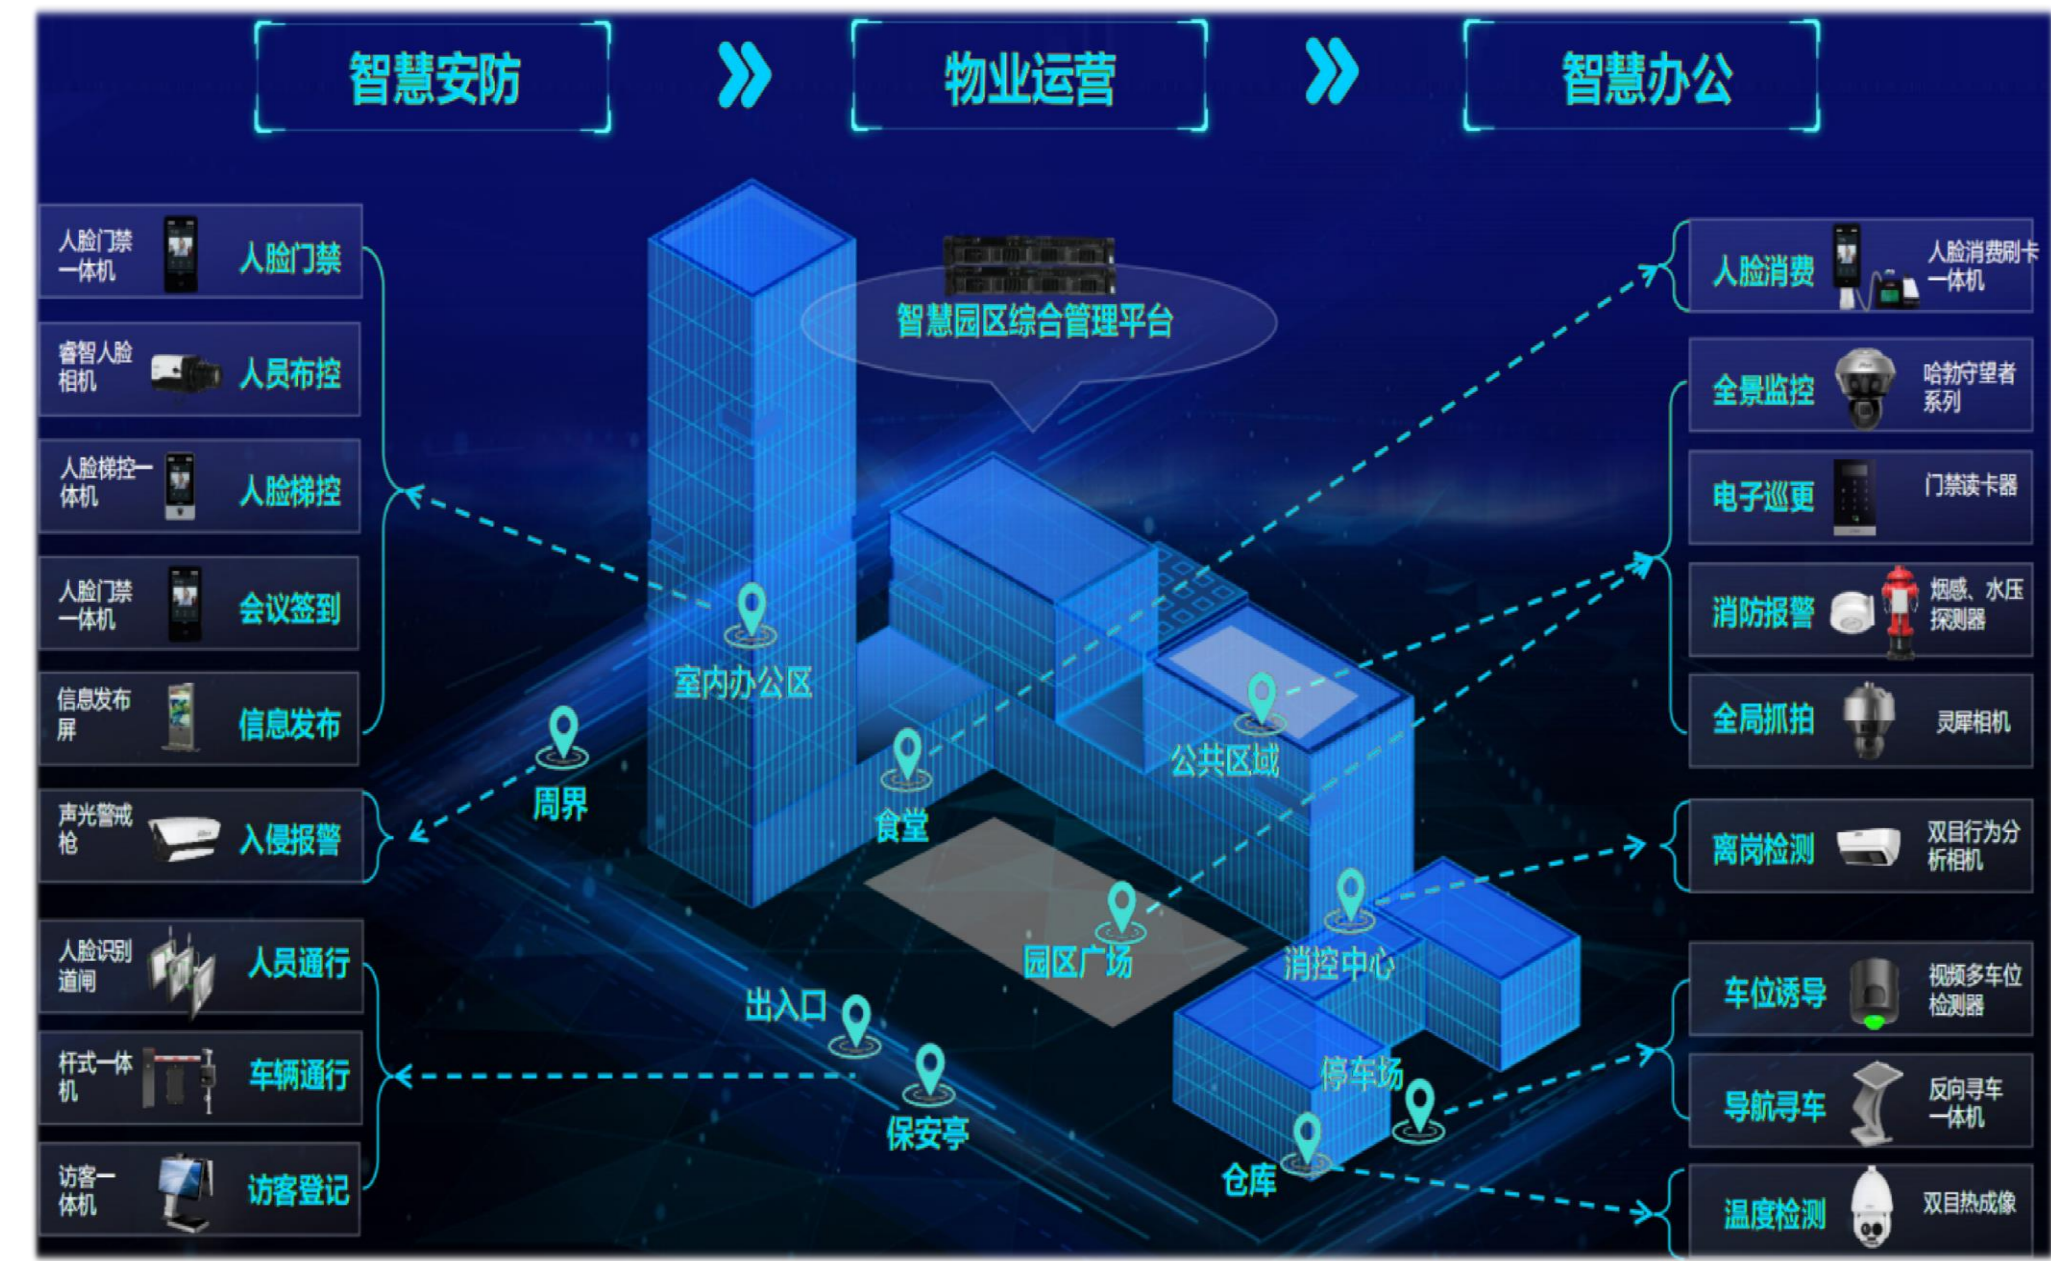 智慧安防
物业运营
智慧办公
人脸门禁
一体机
人脸门禁
睿智人脸
相机
人员布控
人脸梯控一
体机
人脸梯控
人脸门禁
一体机
会议签到
信息发布
屏
信息发布
声光警戒
枪
入侵报警
人脸识别
道闸
人员通行
杆式一体
机
车辆通行
访客一
体机
访客登记
智慧园区综合管理平台
室内办公区
周界
食堂
公共区域
园区广场
消控中心
出入口
保安亭
停车场
仓库
人脸消费
人脸消费刷卡
一体机
全景监控
哈勃守望者
系列
电子巡更
门禁读卡器
消防报警
烟感、水压
探测器
全局抓拍
灵犀相机
离岗检测
双目行为分
析相机
车位诱导
视频多车位
检测器
导航寻车
反向寻车
一体机
温度检测
双目热成像